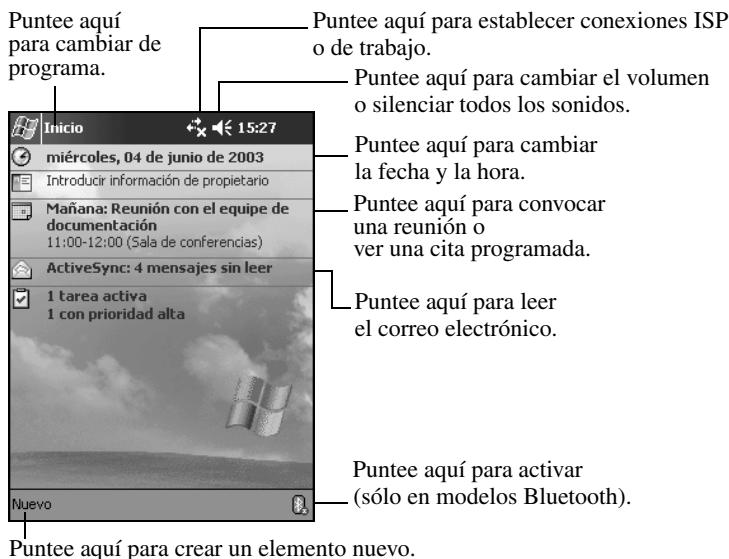 Puntee aquí
para cambiar de
programa.
Puntee aquí para establecer conexiones ISP
o de trabajo.
Puntee aquí para cambiar el volumen
o silenciar todos los sonidos.
Inicio 15:27
miércoles, 04 de junio de 2003
Puntee aquí para cambiar
la fecha y la hora.
Introducir información de propietario
Mañana: Reunión con el equipe de
documentación
11:00-12:00 (Sala de conferencias)
Puntee aquí para convocar
una reunión o
ver una cita programada.
ActiveSync: 4 mensajes sin leer
1 tarea activa
1 con prioridad alta
Puntee aquí para leer
el correo electrónico.
Puntee aquí para activar
(sólo en modelos Bluetooth).
Nuevo
Puntee aquí para crear un elemento nuevo.